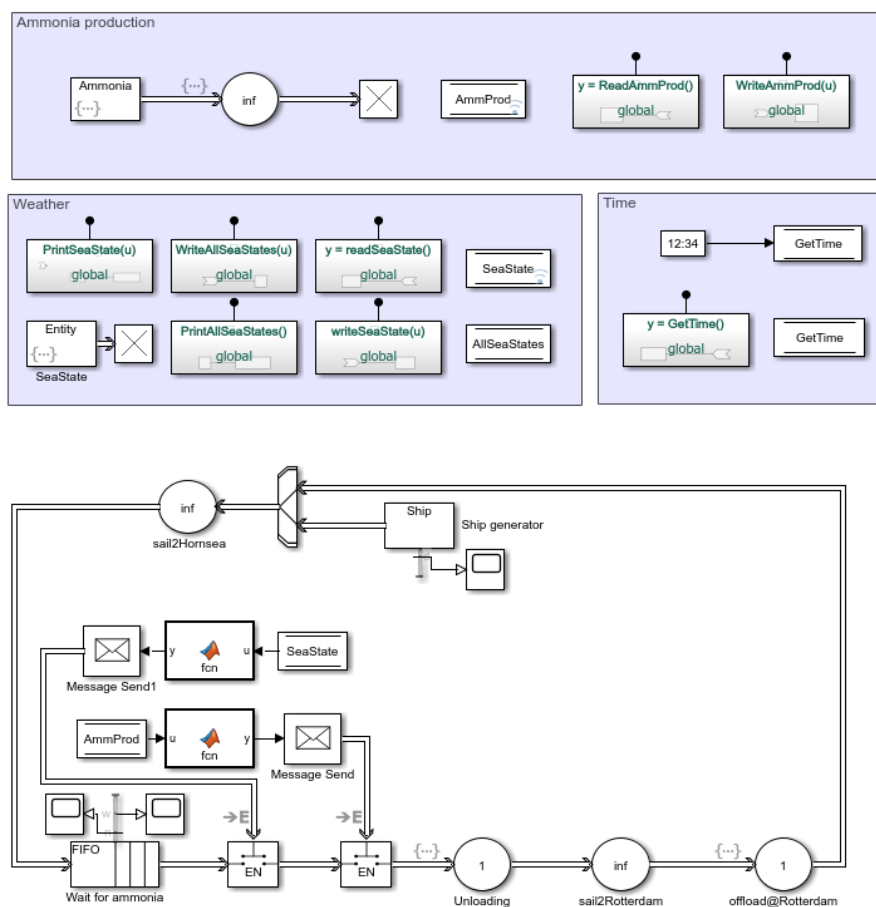 Ammonia production
Ammonia
{...}
{...}
inf
AmmProd
y = ReadAmmProd()
global
WriteAmmProd(u)
global
Weather
PrintSeaState(u)
global
WriteAllSeaStates(u)
global
y = readSeaState()
global
SeaState
Entity
{...}
SeaState
PrintAllSeaStates()
global
writeSeaState(u)
global
AllSeaStates
Time
12:34
GetTime
y = GetTime()
global
GetTime
inf
sail2Hornsea
Ship
Ship generator
y
fcn
u
SeaState
Message Send1
AmmProd
u
fcn
y
Message Send
E
E
FIFO
Wait for ammonia
EN
EN
{...}
1
Unloading
inf
sail2Rotterdam
{...}
1
offload@Rotterdam